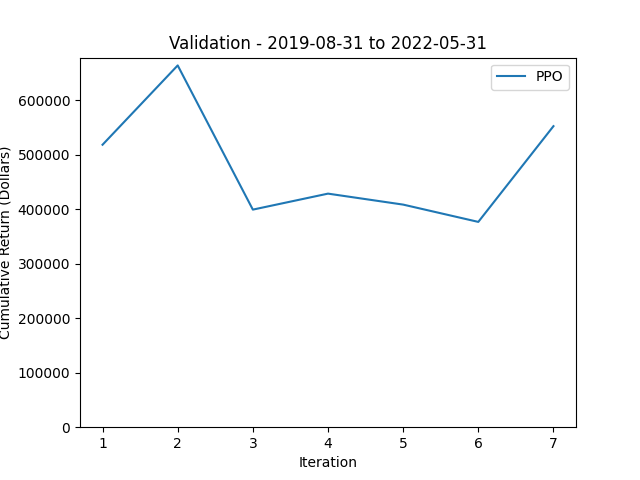 Validation - 2019-08-31 to 2022-05-31
PPO
Cumulative Return (Dollars)
600000
500000
400000
300000
200000
100000
0
1 2 3 4 5 6 7
Iteration